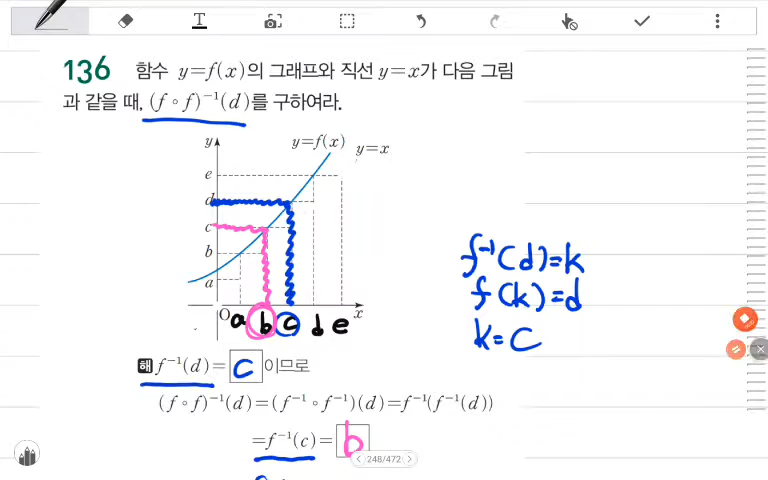 T
136 함수 y=f(x)의 그래프와 직선 y=x가 다음 그림
과 같을 때, (f∘f)⁻¹(d)를 구하여라.
y
y=f(x)
y=x
e
d
c
b
a
O
a b c d e
x
f⁻¹(d)=k
f(k)=d
k=c
해 f⁻¹(d)= c 이므로
(f∘f)⁻¹(d)=(f⁻¹∘f⁻¹)(d)=f⁻¹(f⁻¹(d))
=f⁻¹(c)= b
248/472